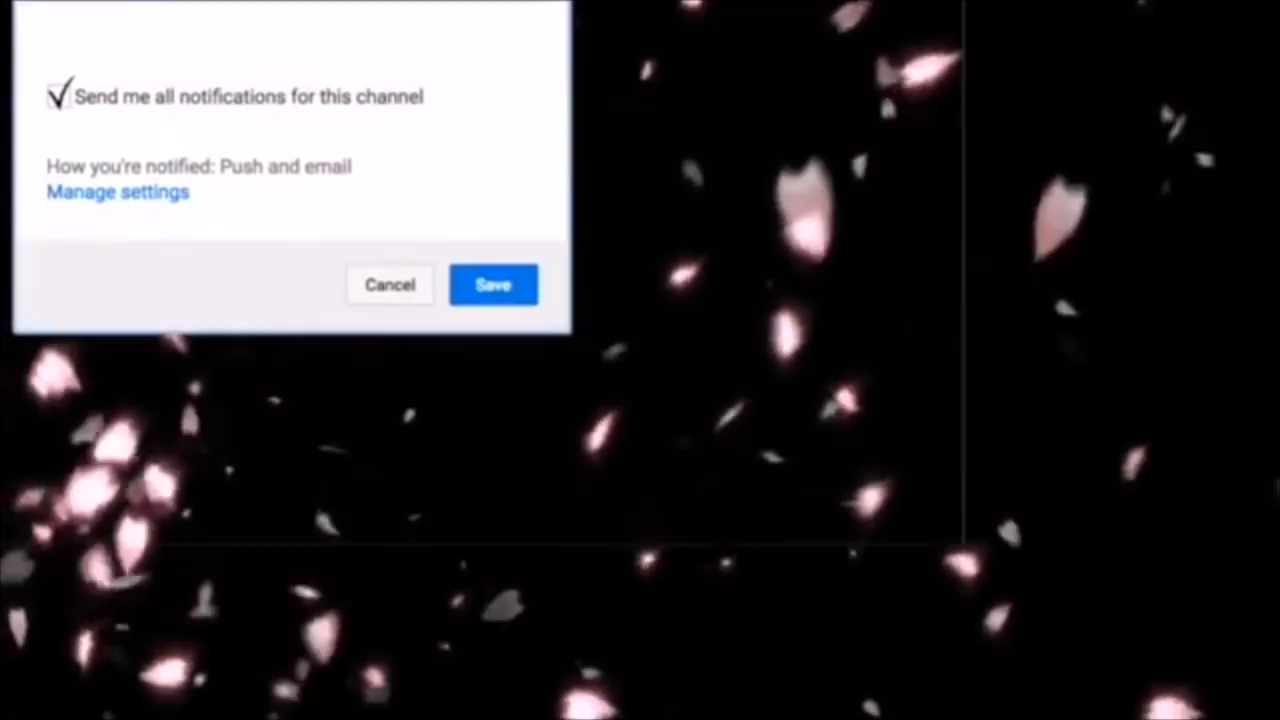 Send me all notifications for this channel
How you're notified: Push and email
Manage settings
Cancel
Save